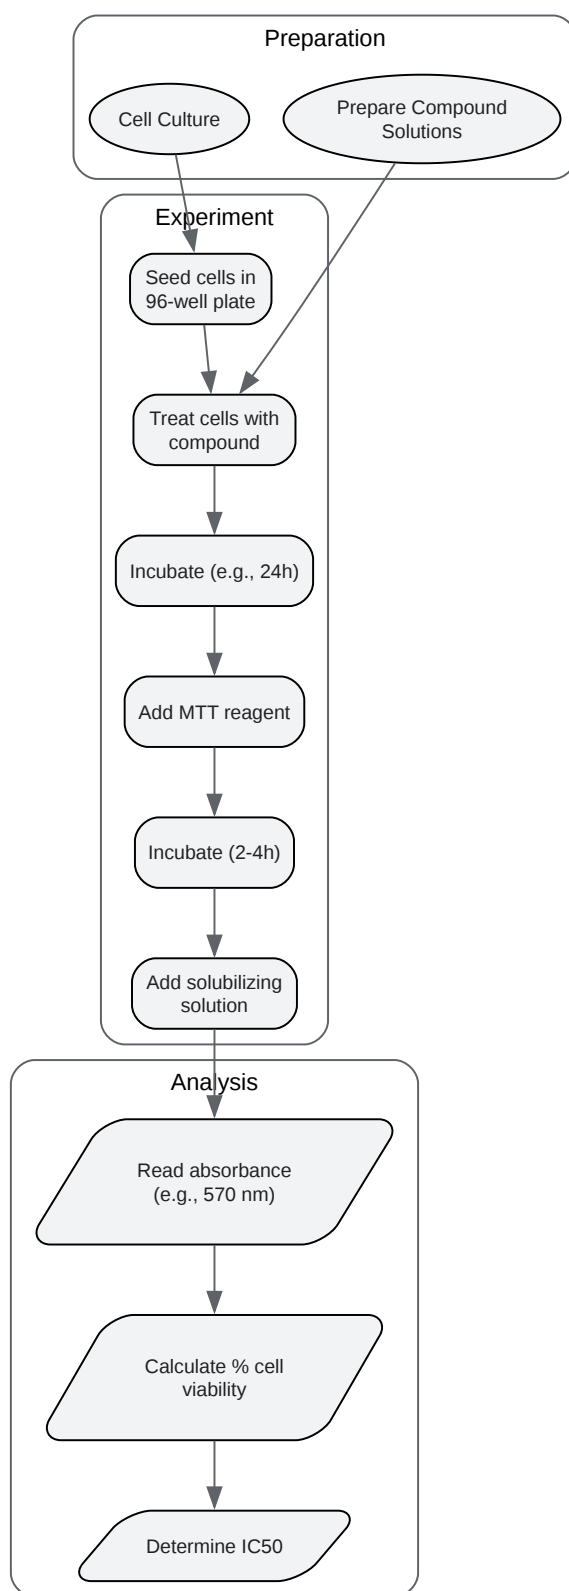 Preparation
Cell Culture
Prepare Compound
Solutions
Experiment
Seed cells in
96-well plate
Treat cells with
compound
Incubate (e.g., 24h)
Add MTT reagent
Incubate (2-4h)
Add solubilizing
solution
Analysis
Read absorbance
(e.g., 570 nm)
Calculate % cell
viability
Determine IC50